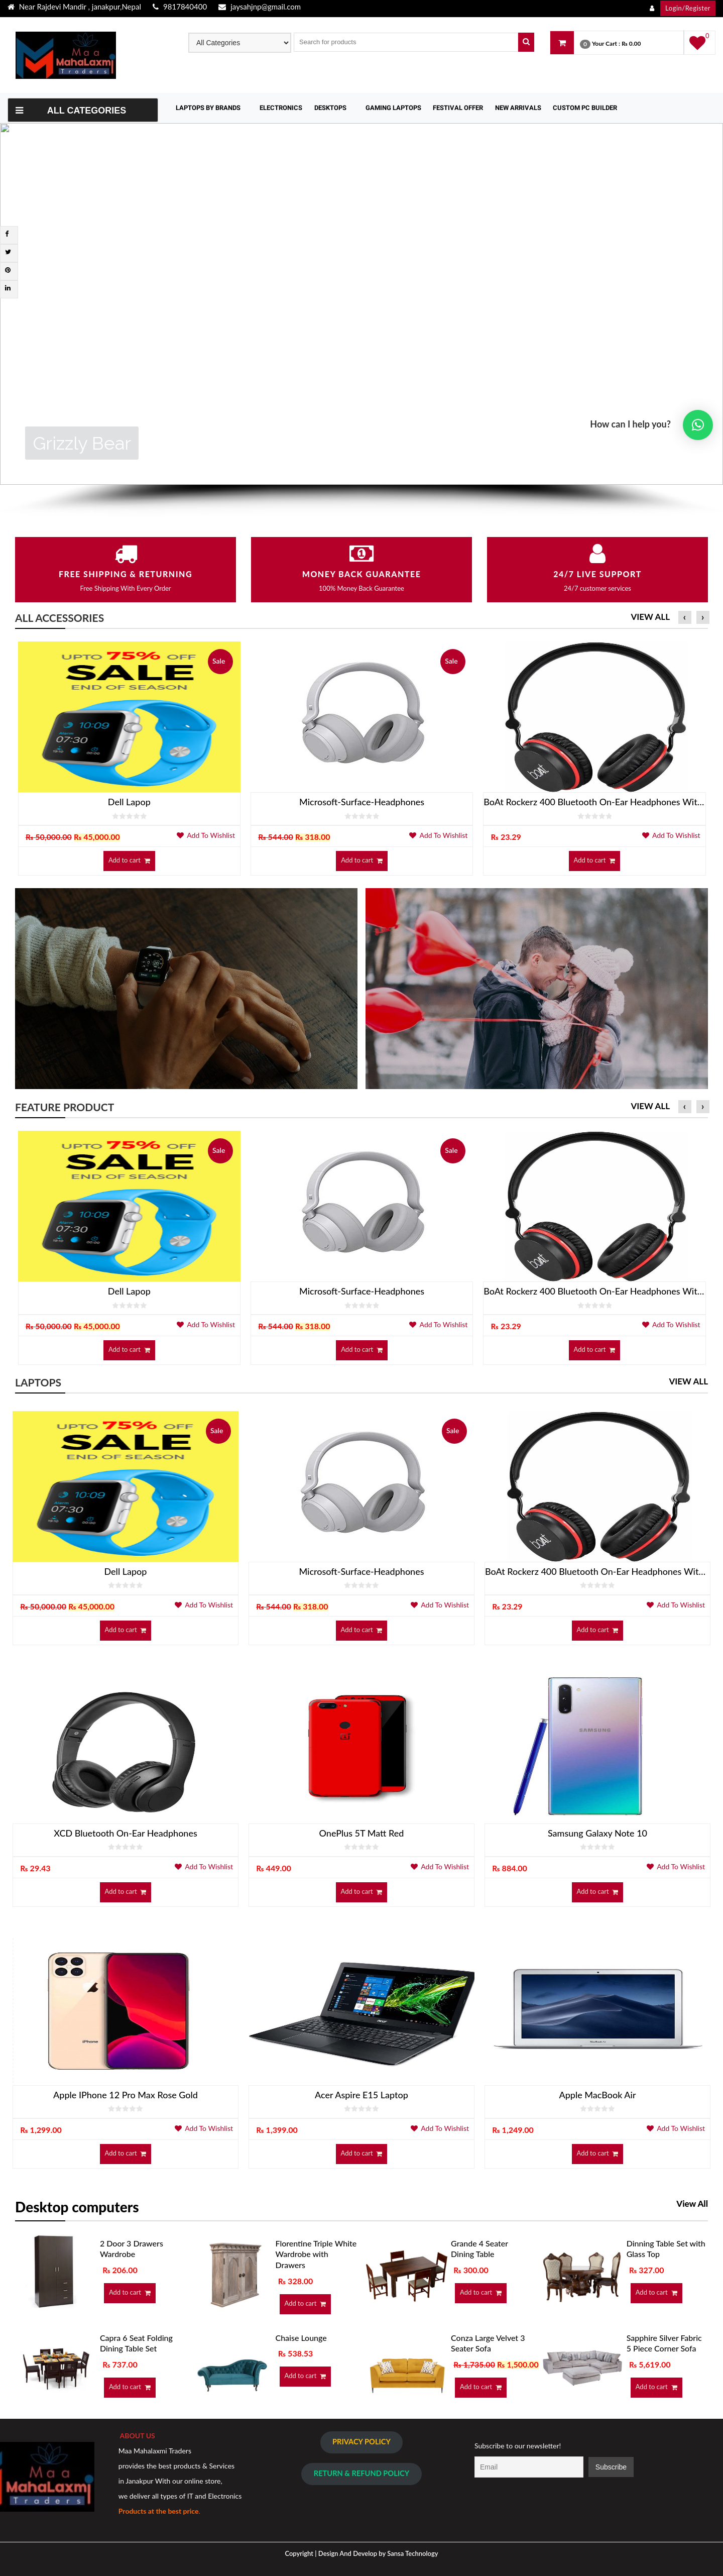 Near Rajdevi Mandir , janakpur,Nepal 9817840400 jaysahjnp@gmail.com Login/Register
Maa
MAHALAXMI
Traders
All Categories Search for products
0 Your Cart : ₨ 0.00 0
ALL CATEGORIES
LAPTOPS BY BRANDS ELECTRONICS DESKTOPS GAMING LAPTOPS FESTIVAL OFFER NEW ARRIVALS CUSTOM PC BUILDER
How can I help you?
Grizzly Bear
FREE SHIPPING & RETURNING
Free Shipping With Every Order
MONEY BACK GUARANTEE
100% Money Back Guarantee
24/7 LIVE SUPPORT
24/7 customer services
ALL ACCESSORIES VIEW ALL ‹ ›
UPTO 75% OFF
SALE
END OF SEASON
10:09
07:30
Sale
Dell Lapop
₨ 50,000.00 ₨ 45,000.00 Add To Wishlist
Add to cart
Sale
Microsoft-Surface-Headphones
₨ 544.00 ₨ 318.00 Add To Wishlist
Add to cart
boAt
BoAt Rockerz 400 Bluetooth On-Ear Headphones Wit...
₨ 23.29 Add To Wishlist
Add to cart
FEATURE PRODUCT VIEW ALL ‹ ›
UPTO 75% OFF
SALE
END OF SEASON
10:09
07:30
Sale
Dell Lapop
₨ 50,000.00 ₨ 45,000.00 Add To Wishlist
Add to cart
Sale
Microsoft-Surface-Headphones
₨ 544.00 ₨ 318.00 Add To Wishlist
Add to cart
boAt
BoAt Rockerz 400 Bluetooth On-Ear Headphones Wit...
₨ 23.29 Add To Wishlist
Add to cart
LAPTOPS VIEW ALL
UPTO 75% OFF
SALE
END OF SEASON
10:09
07:30
Sale
Dell Lapop
₨ 50,000.00 ₨ 45,000.00 Add To Wishlist
Add to cart
Sale
Microsoft-Surface-Headphones
₨ 544.00 ₨ 318.00 Add To Wishlist
Add to cart
boAt
BoAt Rockerz 400 Bluetooth On-Ear Headphones Wit...
₨ 23.29 Add To Wishlist
Add to cart
XCD Bluetooth On-Ear Headphones
₨ 29.43 Add To Wishlist
Add to cart
OnePlus 5T Matt Red
₨ 449.00 Add To Wishlist
Add to cart
SAMSUNG
Samsung Galaxy Note 10
₨ 884.00 Add To Wishlist
Add to cart
iPhone
Apple IPhone 12 Pro Max Rose Gold
₨ 1,299.00 Add To Wishlist
Add to cart
acer
Acer Aspire E15 Laptop
₨ 1,399.00 Add To Wishlist
Add to cart
Apple MacBook Air
₨ 1,249.00 Add To Wishlist
Add to cart
Desktop computers View All
2 Door 3 Drawers
Wardrobe
₨ 206.00
Add to cart
Florentine Triple White
Wardrobe with
Drawers
₨ 328.00
Add to cart
Grande 4 Seater
Dining Table
₨ 300.00
Add to cart
Dinning Table Set with
Glass Top
₨ 327.00
Add to cart
Capra 6 Seat Folding
Dining Table Set
₨ 737.00
Add to cart
Chaise Lounge
₨ 538.53
Add to cart
Conza Large Velvet 3
Seater Sofa
₨ 1,735.00 ₨ 1,500.00
Add to cart
Sapphire Silver Fabric
5 Piece Corner Sofa
₨ 5,619.00
Add to cart
Maa
MAHALAXMI
Traders
ABOUT US
Maa Mahalaxmi Traders
provides the best products & Services
in Janakpur With our online store,
we deliver all types of IT and Electronics
Products at the best price.
PRIVACY POLICY
RETURN & REFUND POLICY
Subscribe to our newsletter!
Email Subscribe
Copyright | Design And Develop by Sansa Technology